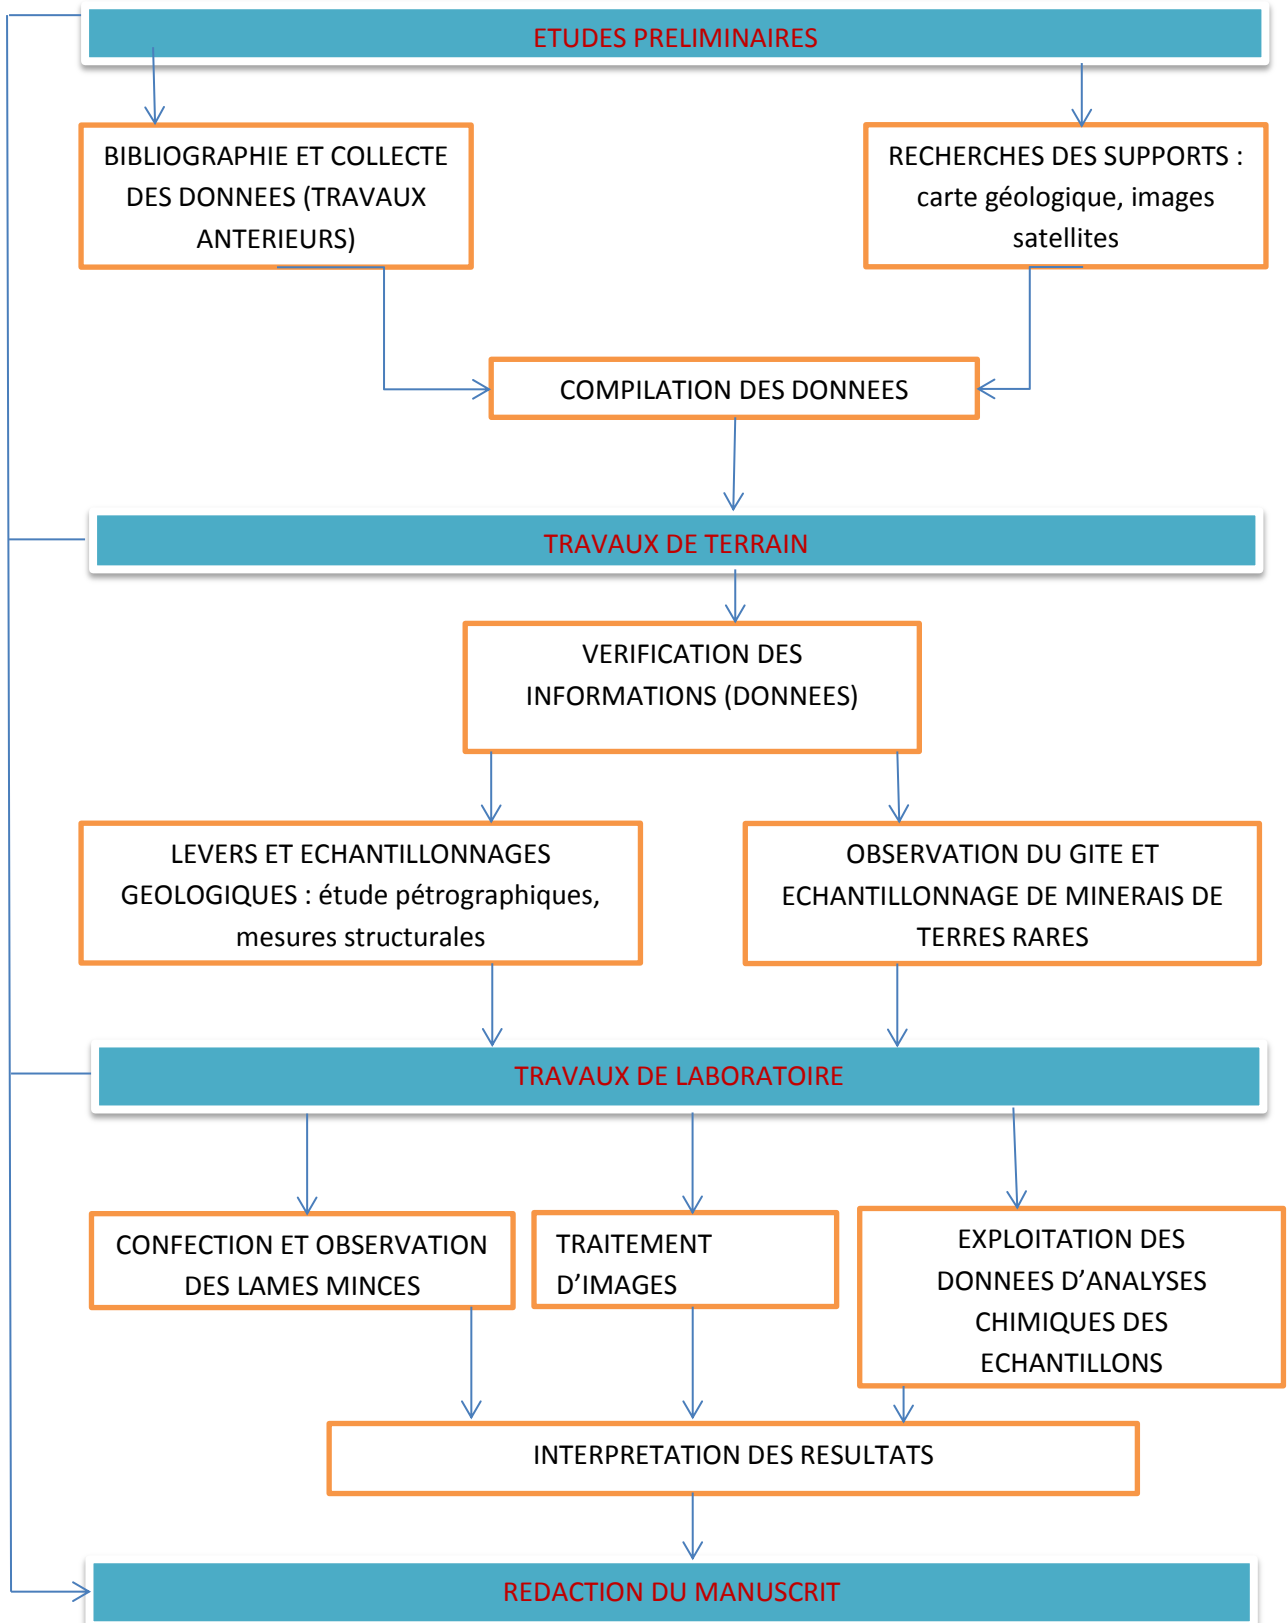 ETUDES PRELIMINAIRES
BIBLIOGRAPHIE ET COLLECTE
DES DONNEES (TRAVAUX
ANTERIEURS)
RECHERCHES DES SUPPORTS :
carte géologique, images
satellites
COMPILATION DES DONNEES
TRAVAUX DE TERRAIN
VERIFICATION DES
INFORMATIONS (DONNEES)
LEVERS ET ECHANTILLONNAGES
GEOLOGIQUES : étude pétrographiques,
mesures structurales
OBSERVATION DU GITE ET
ECHANTILLONNAGE DE MINERAIS DE
TERRES RARES
TRAVAUX DE LABORATOIRE
CONFECTION ET OBSERVATION
DES LAMES MINCES
TRAITEMENT
D’IMAGES
EXPLOITATION DES
DONNEES D’ANALYSES
CHIMIQUES DES
ECHANTILLONS
INTERPRETATION DES RESULTATS
REDACTION DU MANUSCRIT